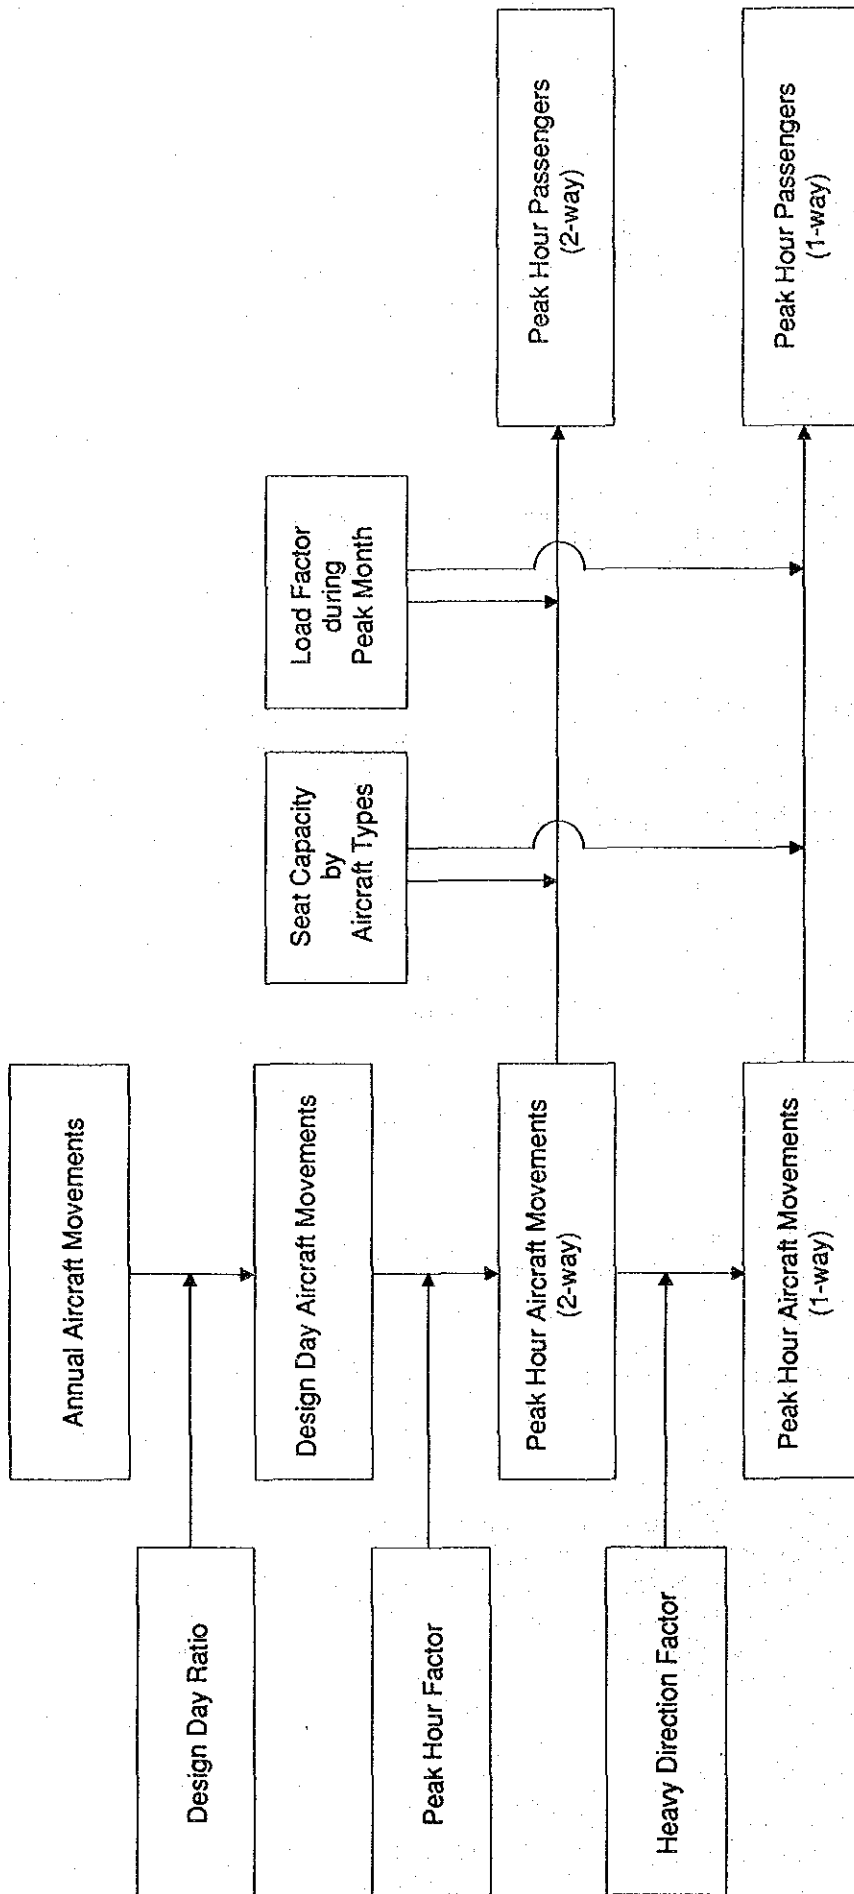 Annual Aircraft Movements
Design Day Ratio
Design Day Aircraft Movements
Peak Hour Factor
Seat Capacity
by
Aircraft Types
Load Factor
during
Peak Month
Peak Hour Aircraft Movements
(2-way)
Peak Hour Passengers
(2-way)
Heavy Direction Factor
Peak Hour Aircraft Movements
(1-way)
Peak Hour Passengers
(1-way)